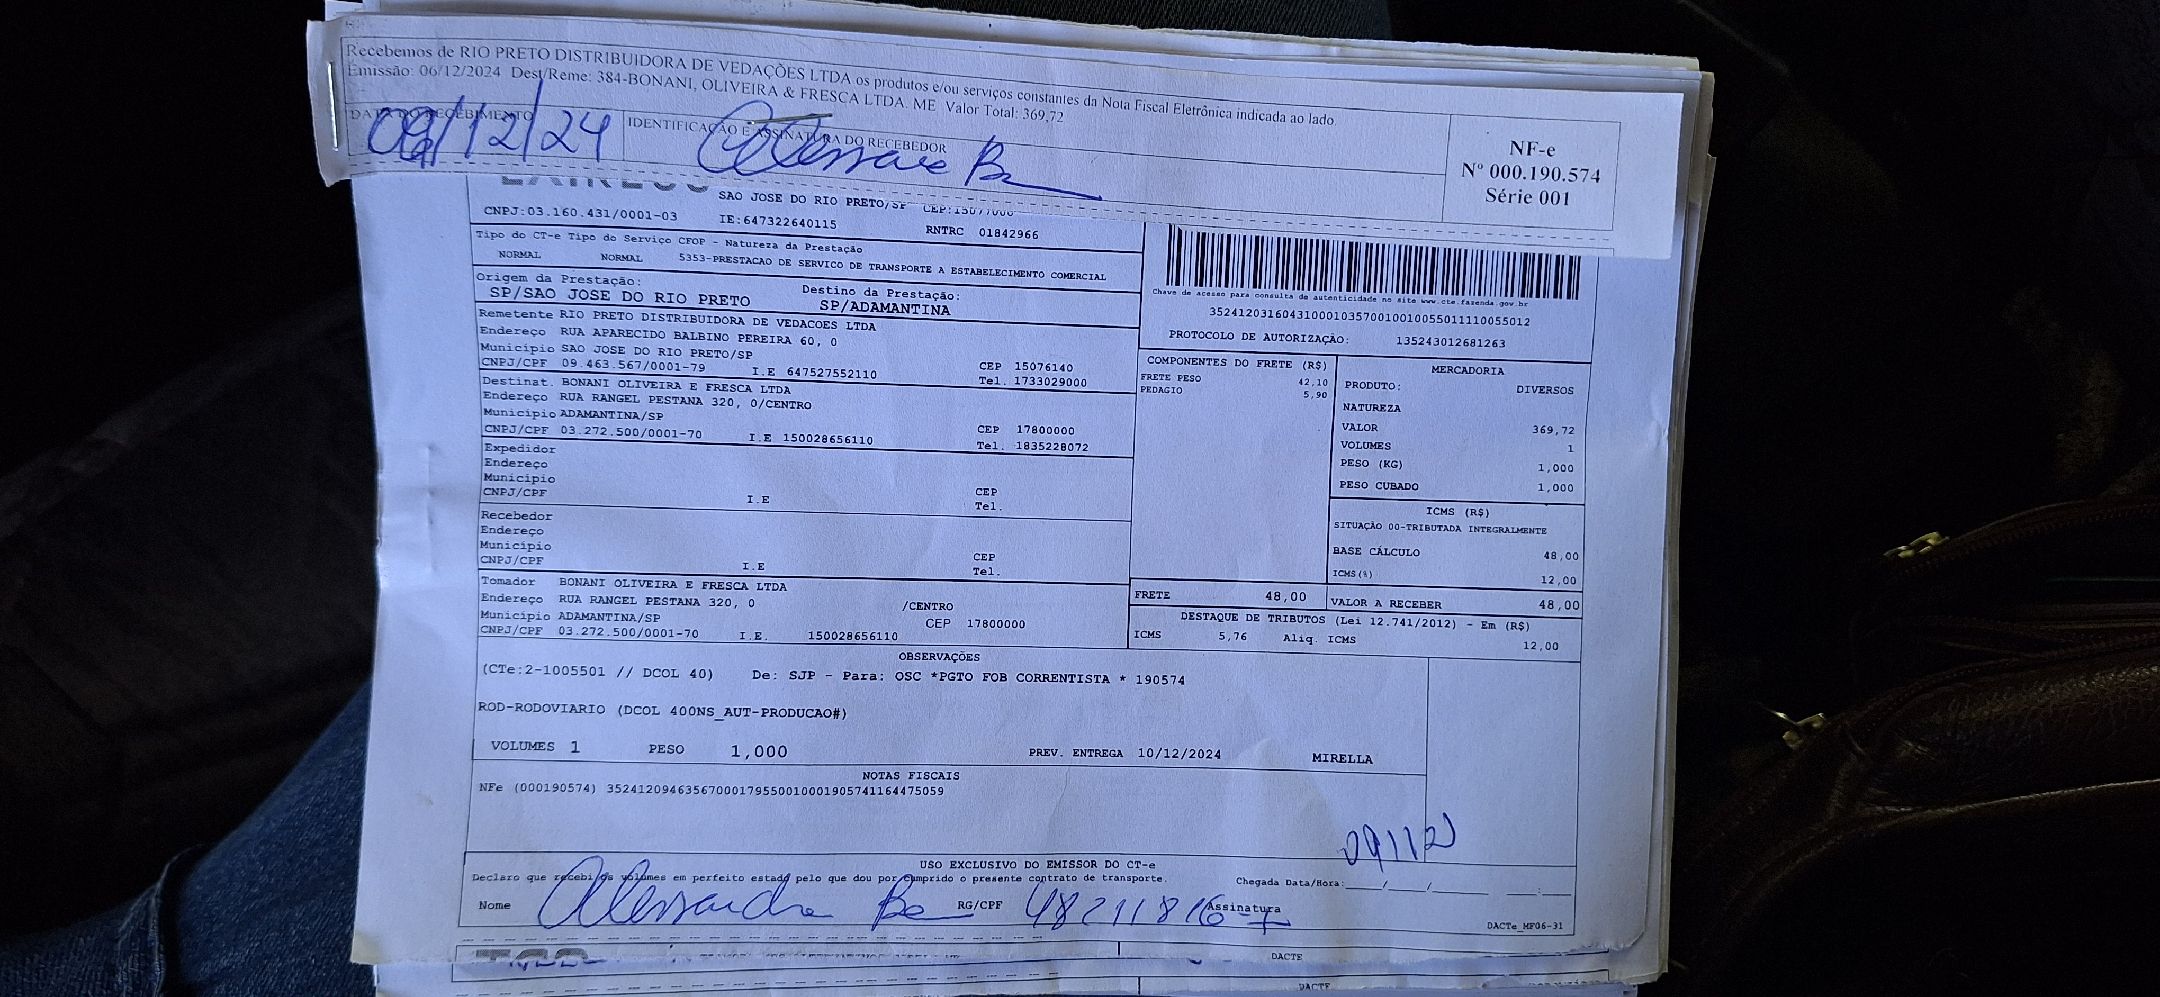 Recebemos de RIO PRETO DISTRIBUIDORA DE VEDAÇÕES LTDA os produtos e/ou serviços constantes da Nota Fiscal Eletrônica indicada ao lado.
Emissão: 06/12/2024 Dest/Reme: 384-BONANI, OLIVEIRA & FRESCA LTDA. ME Valor Total: 369,72
DATA DO RECEBIMENTO
IDENTIFICAÇÃO E ASSINATURA DO RECEBEDOR
09/12/24
NF-e
Nº 000.190.574
Série 001
SAO JOSE DO RIO PRETO/SP CEP:15077000
CNPJ:03.160.431/0001-03 IE:647322640115 RNTRC 01842966
Tipo do CT-e Tipo do Serviço CFOP - Natureza da Prestação
NORMAL NORMAL 5353-PRESTACAO DE SERVICO DE TRANSPORTE A ESTABELECIMENTO COMERCIAL
Origem da Prestação: Destino da Prestação:
SP/SAO JOSE DO RIO PRETO SP/ADAMANTINA
Chave de acesso para consulta de autenticidade no site www.cte.fazenda.gov.br
35241203160431000103570010010055011110055012
PROTOCOLO DE AUTORIZAÇÃO: 135243012681263
Remetente RIO PRETO DISTRIBUIDORA DE VEDACOES LTDA
Endereço RUA APARECIDO BALBINO PEREIRA 60, 0
Município SAO JOSE DO RIO PRETO/SP CEP 15076140
CNPJ/CPF 09.463.567/0001-79 I.E 647527552110 Tel. 1733029000
Destinat. BONANI OLIVEIRA E FRESCA LTDA
Endereço RUA RANGEL PESTANA 320, 0/CENTRO
Município ADAMANTINA/SP CEP 17800000
CNPJ/CPF 03.272.500/0001-70 I.E 150028656110 Tel. 1835228072
Expedidor
Endereço
Município CEP
CNPJ/CPF I.E Tel.
Recebedor
Endereço
Município CEP
CNPJ/CPF I.E Tel.
Tomador BONANI OLIVEIRA E FRESCA LTDA
Endereço RUA RANGEL PESTANA 320, 0 /CENTRO
Município ADAMANTINA/SP CEP 17800000
CNPJ/CPF 03.272.500/0001-70 I.E. 150028656110
COMPONENTES DO FRETE (R$)
FRETE PESO 42,10
PEDAGIO 5,90
MERCADORIA
PRODUTO: DIVERSOS
NATUREZA
VALOR 369,72
VOLUMES 1
PESO (KG) 1,000
PESO CUBADO 1,000
ICMS (R$)
SITUAÇÃO 00-TRIBUTADA INTEGRALMENTE
BASE CÁLCULO 48,00
ICMS(%) 12,00
FRETE 48,00 VALOR A RECEBER 48,00
DESTAQUE DE TRIBUTOS (Lei 12.741/2012) - Em (R$)
ICMS 5,76 Aliq. ICMS 12,00
OBSERVAÇÕES
(CTe:2-1005501 // DCOL 40) De: SJP - Para: OSC *PGTO FOB CORRENTISTA * 190574
ROD-RODOVIARIO (DCOL 400NS_AUT-PRODUCAO#)
VOLUMES 1 PESO 1,000 PREV. ENTREGA 10/12/2024 MIRELLA
NOTAS FISCAIS
NFe (000190574) 35241209463567000179550010001905741164475059
USO EXCLUSIVO DO EMISSOR DO CT-e
Declaro que recebi os volumes em perfeito estado pelo que dou por cumprido o presente contrato de transporte. Chegada Data/Hora:
Nome Alessandra RG/CPF Assinatura
DACTe_MF06-31
DACTE
DACTE